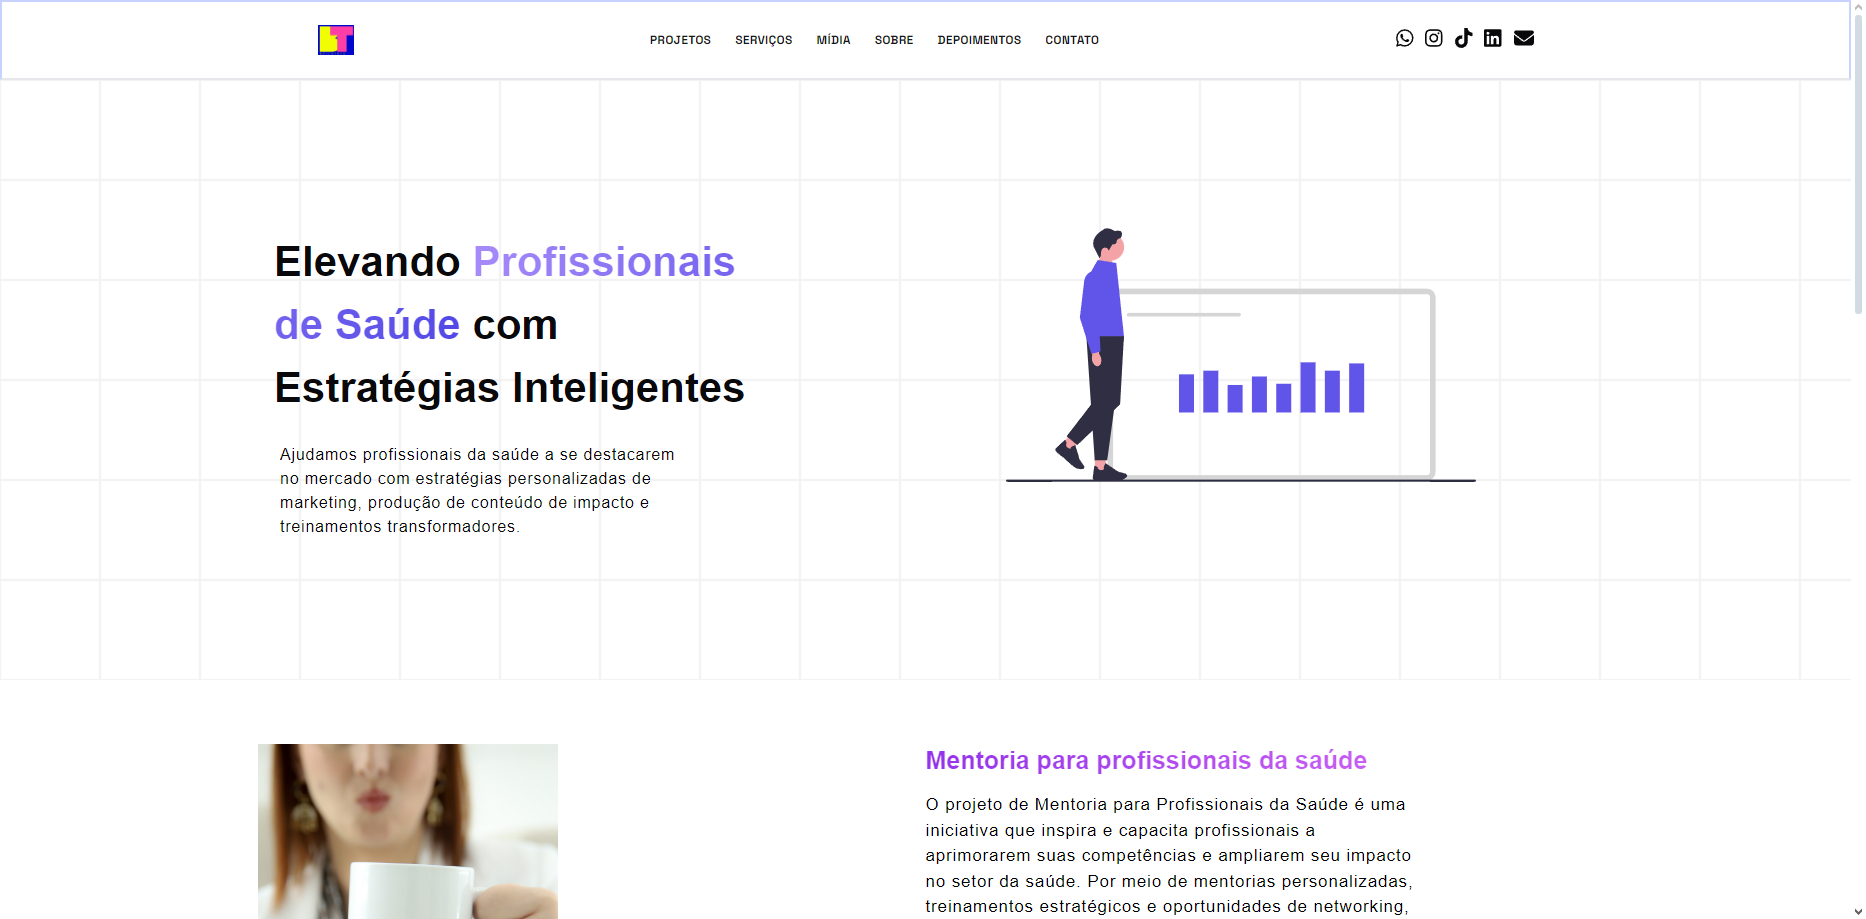 LT
PROJETOS SERVIÇOS MÍDIA SOBRE DEPOIMENTOS CONTATO
Elevando Profissionais
de Saúde com
Estratégias Inteligentes
Ajudamos profissionais da saúde a se destacarem
no mercado com estratégias personalizadas de
marketing, produção de conteúdo de impacto e
treinamentos transformadores.
Mentoria para profissionais da saúde
O projeto de Mentoria para Profissionais da Saúde é uma
iniciativa que inspira e capacita profissionais a
aprimorarem suas competências e ampliarem seu impacto
no setor da saúde. Por meio de mentorias personalizadas,
treinamentos estratégicos e oportunidades de networking,